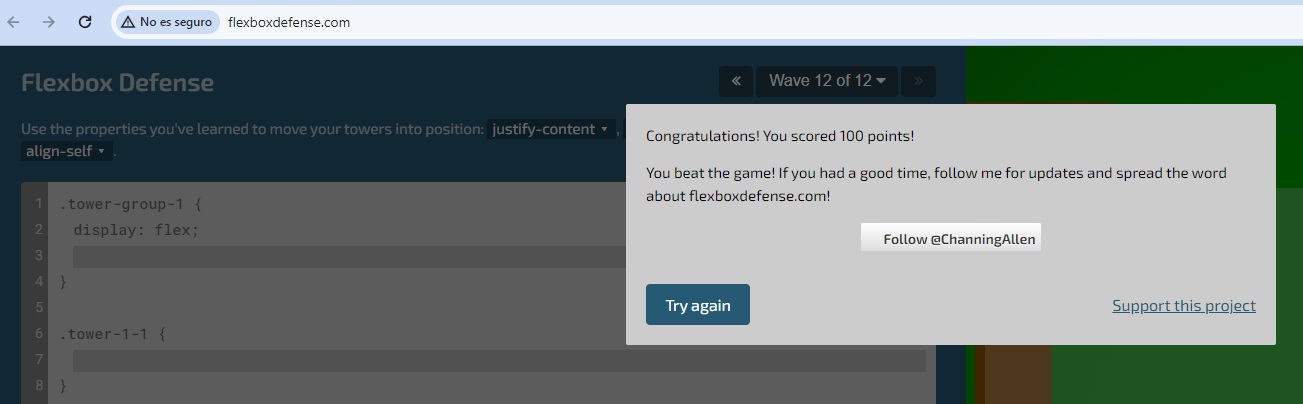 No es seguro flexboxdefense.com
Flexbox Defense
« Wave 12 of 12 »
Use the properties you've learned to move your towers into position: justify-content ,
align-self .
Congratulations! You scored 100 points!
You beat the game! If you had a good time, follow me for updates and spread the word
about flexboxdefense.com!
Follow @ChanningAllen
Try again
Support this project
1 .tower-group-1 {
2 display: flex;
3
4 }
5
6 .tower-1-1 {
7
8 }